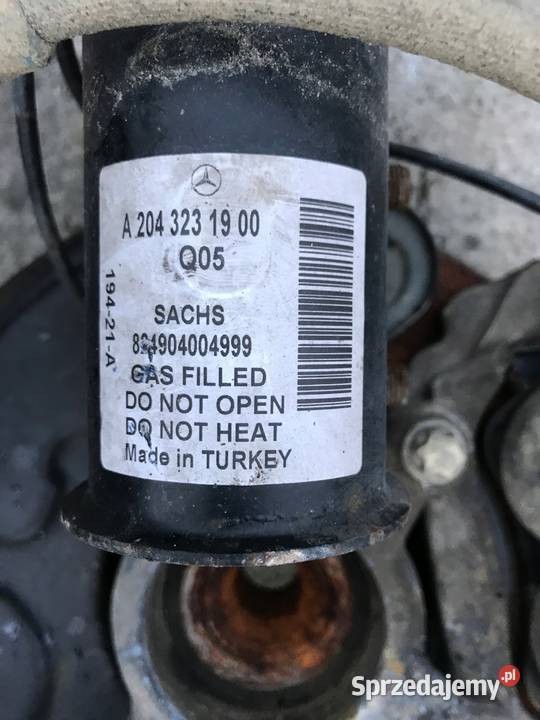 A 204 323 19 00
Q05
194-21-A
SACHS
894904004999
GAS FILLED
DO NOT OPEN
DO NOT HEAT
Made in TURKEY
Sprzedajemy.pl